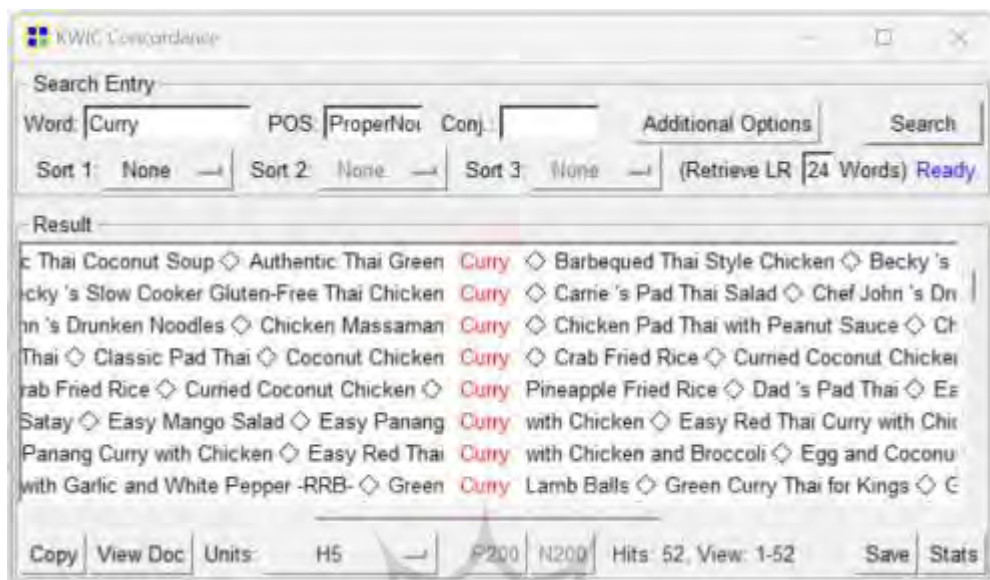 KWIC Concordance
Search Entry
Word: Curry POS: ProperNou Conj.: Additional Options Search
Sort 1: None Sort 2: None Sort 3 None (Retrieve LR 24 Words) Ready
Result
c Thai Coconut Soup ◇ Authentic Thai Green Curry ◇ Barbequed Thai Style Chicken ◇ Becky 's
cky 's Slow Cooker Gluten-Free Thai Chicken Curry ◇ Carrie 's Pad Thai Salad ◇ Chef John 's Dr
hn 's Drunken Noodles ◇ Chicken Massaman Curry ◇ Chicken Pad Thai with Peanut Sauce ◇ Ch
Thai ◇ Classic Pad Thai ◇ Coconut Chicken Curry ◇ Crab Fried Rice ◇ Curried Coconut Chicken
rab Fried Rice ◇ Curried Coconut Chicken ◇ Curry Pineapple Fried Rice ◇ Dad 's Pad Thai ◇ Ea
Satay ◇ Easy Mango Salad ◇ Easy Panang Curry with Chicken ◇ Easy Red Thai Curry with Chic
Panang Curry with Chicken ◇ Easy Red Thai Curry with Chicken and Broccoli ◇ Egg and Coconu
with Garlic and White Pepper -RRB- ◇ Green Curry Lamb Balls ◇ Green Curry Thai for Kings ◇ G
Copy View Doc Units: H5 P200 N200 Hits: 52, View: 1-52 Save Stats